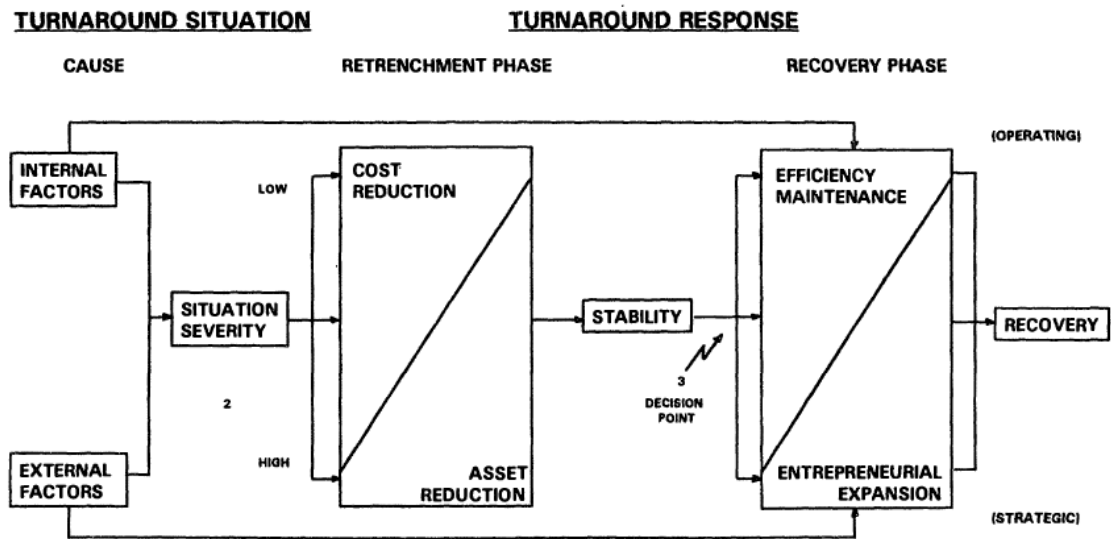 TURNAROUND SITUATION
TURNAROUND RESPONSE
CAUSE
RETRENCHMENT PHASE
RECOVERY PHASE
(OPERATING)
INTERNAL
FACTORS
LOW
COST
REDUCTION
EFFICIENCY
MAINTENANCE
SITUATION
SEVERITY
STABILITY
RECOVERY
2
3
DECISION
POINT
HIGH
EXTERNAL
FACTORS
ASSET
REDUCTION
ENTREPRENEURIAL
EXPANSION
(STRATEGIC)